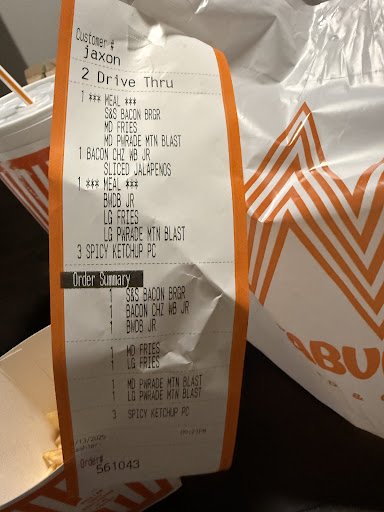 Customer #
jaxon
2 Drive Thru
1 *** MEAL ***
S&S BACON BRGR
MD FRIES
MD PWRADE MTN BLAST
1 BACON CHZ WB JR
SLICED JALAPENOS
1 *** MEAL ***
BWDB JR
LG FRIES
LG PWRADE MTN BLAST
3 SPICY KETCHUP PC
Order Summary
1 S&S BACON BRGR
1 BACON CHZ WB JR
1 BWDB JR
1 MD FRIES
1 LG FRIES
1 MD PWRADE MTN BLAST
1 LG PWRADE MTN BLAST
3 SPICY KETCHUP PC
Order#
561043